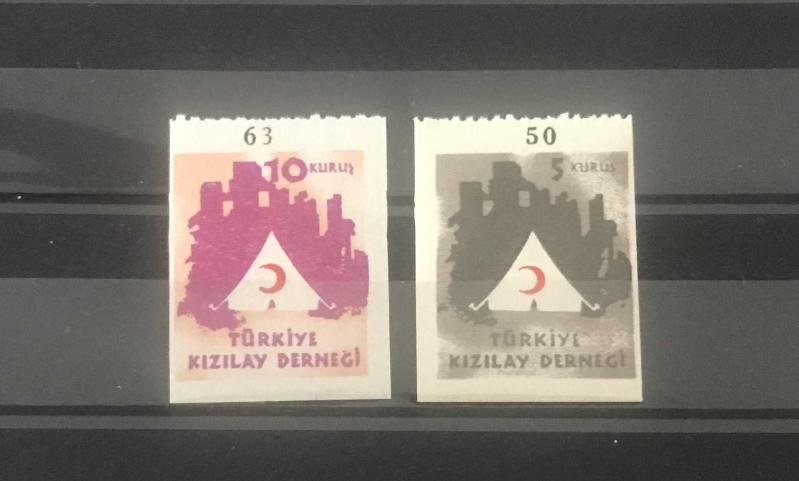 63
10 KURUŞ
TÜRKİYE
KIZILAY DERNEĞİ
50
5 KURUŞ
TÜRKİYE
KIZILAY DERNEĞİ